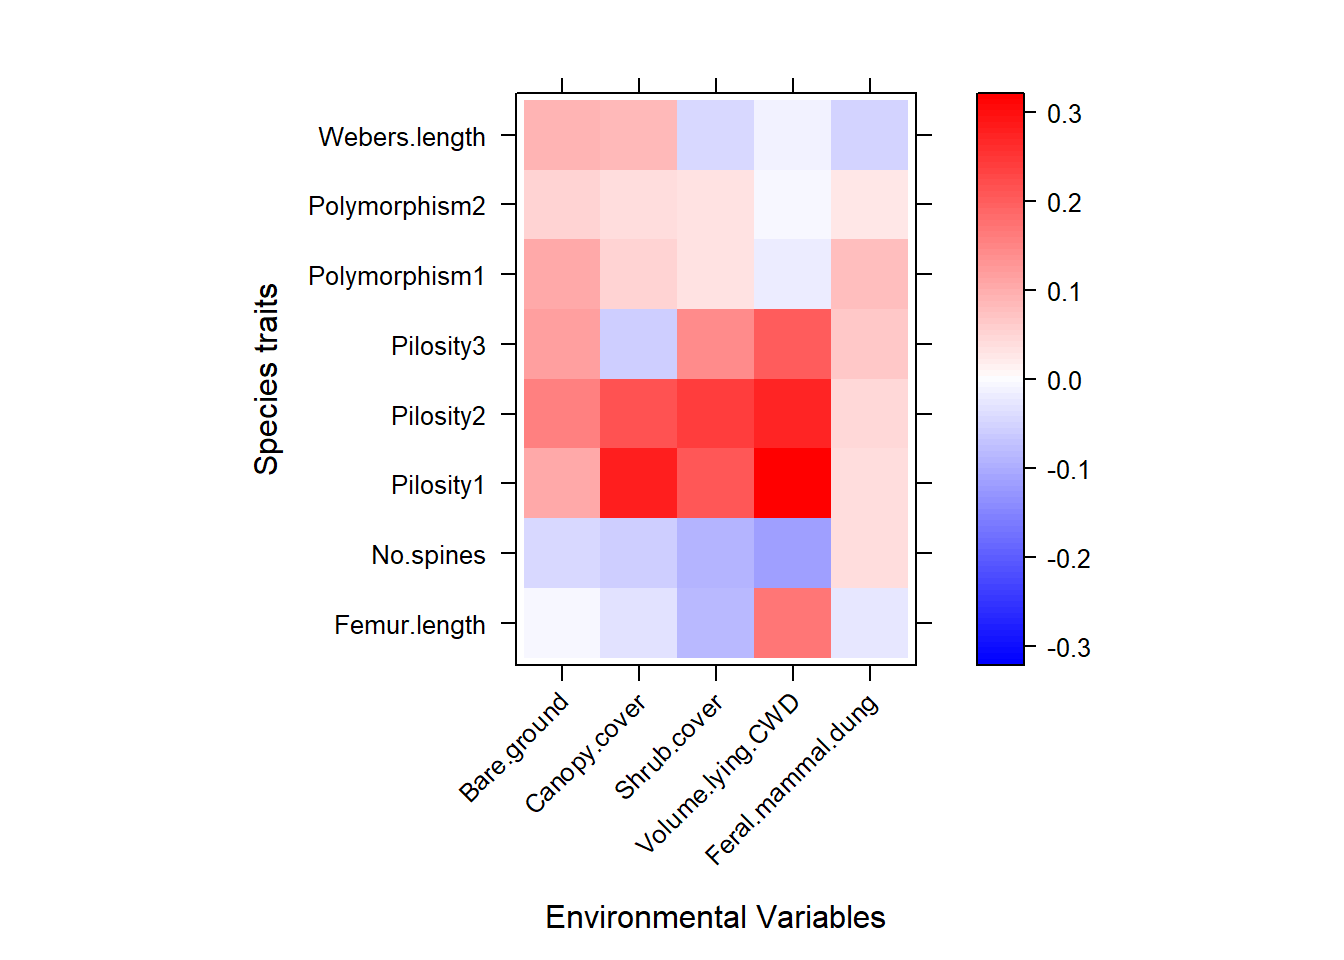 Webers.length
Polymorphism2
Polymorphism1
Pilosity3
Pilosity2
Pilosity1
No.spines
Femur.length
Species traits
Bare.ground
Canopy.cover
Shrub.cover
Volume.lying.CWD
Feral.mammal.dung
Environmental Variables
0.3
0.2
0.1
0.0
-0.1
-0.2
-0.3